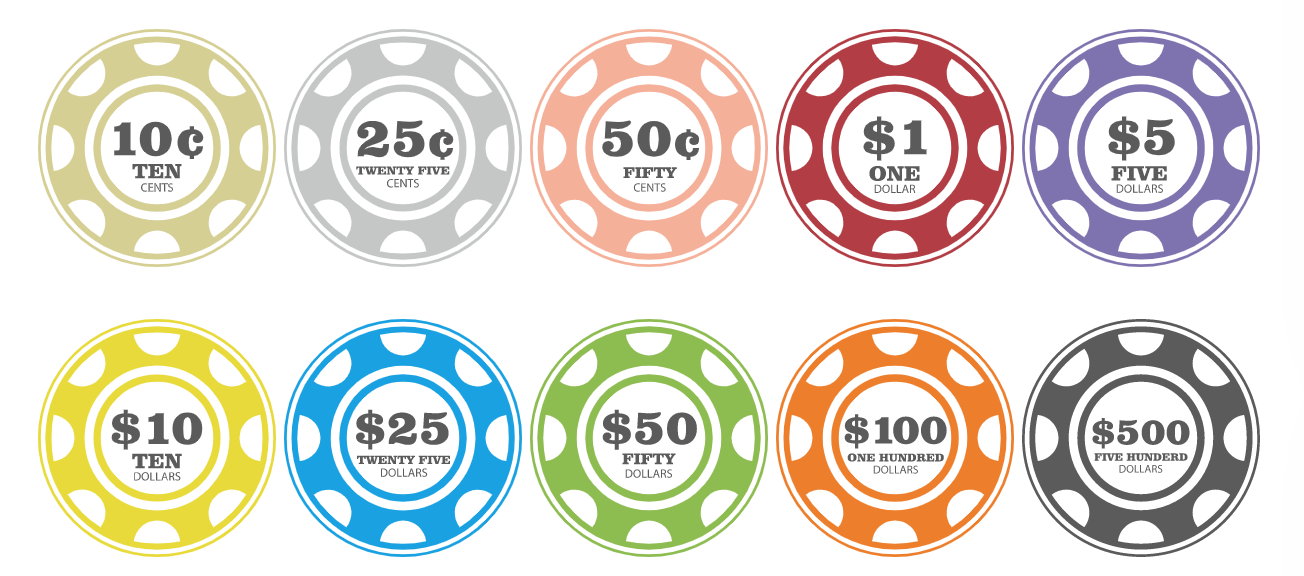 10¢
TEN
CENTS
25¢
TWENTY FIVE
CENTS
50¢
FIFTY
CENTS
$1
ONE
DOLLAR
$5
FIVE
DOLLARS
$10
TEN
DOLLARS
$25
TWENTY FIVE
DOLLARS
$50
FIFTY
DOLLARS
$100
ONE HUNDRED
DOLLARS
$500
FIVE HUNDERD
DOLLARS